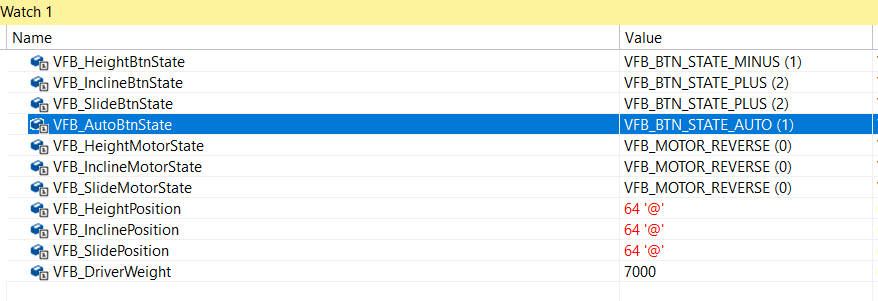 Watch 1
Name Value
VFB_HeightBtnState VFB_BTN_STATE_MINUS (1)
VFB_InclineBtnState VFB_BTN_STATE_PLUS (2)
VFB_SlideBtnState VFB_BTN_STATE_PLUS (2)
VFB_AutoBtnState VFB_BTN_STATE_AUTO (1)
VFB_HeightMotorState VFB_MOTOR_REVERSE (0)
VFB_InclineMotorState VFB_MOTOR_REVERSE (0)
VFB_SlideMotorState VFB_MOTOR_REVERSE (0)
VFB_HeightPosition 64 '@'
VFB_InclinePosition 64 '@'
VFB_SlidePosition 64 '@'
VFB_DriverWeight 7000